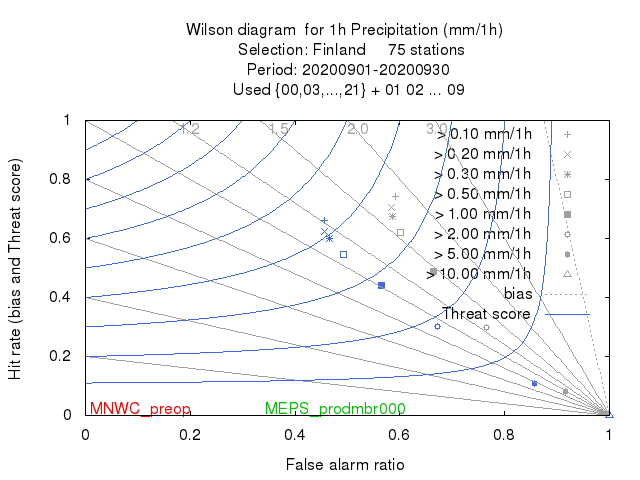 Wilson diagram  for 1h Precipitation (mm/1h)
Selection: Finland     75 stations
Period: 20200901-20200930
Used {00,03,...,21} + 01 02 ... 09
Hit rate (bias and Threat score)
1
0.8
0.6
0.4
0.2
0
1.2
1.5
2.0
3.0
> 0.10 mm/1h
> 0.20 mm/1h
> 0.30 mm/1h
> 0.50 mm/1h
> 1.00 mm/1h
> 2.00 mm/1h
> 5.00 mm/1h
> 10.00 mm/1h
bias
Threat score
MNWC_preop
MEPS_prodmbr000
0 0.2 0.4 0.6 0.8 1
False alarm ratio